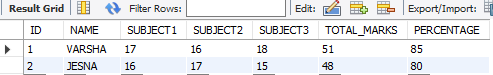 Result Grid Filter Rows: Edit: Export/Import:
ID NAME SUBJECT1 SUBJECT2 SUBJECT3 TOTAL_MARKS PERCENTAGE
1 VARSHA 17 16 18 51 85
2 JESNA 16 17 15 48 80